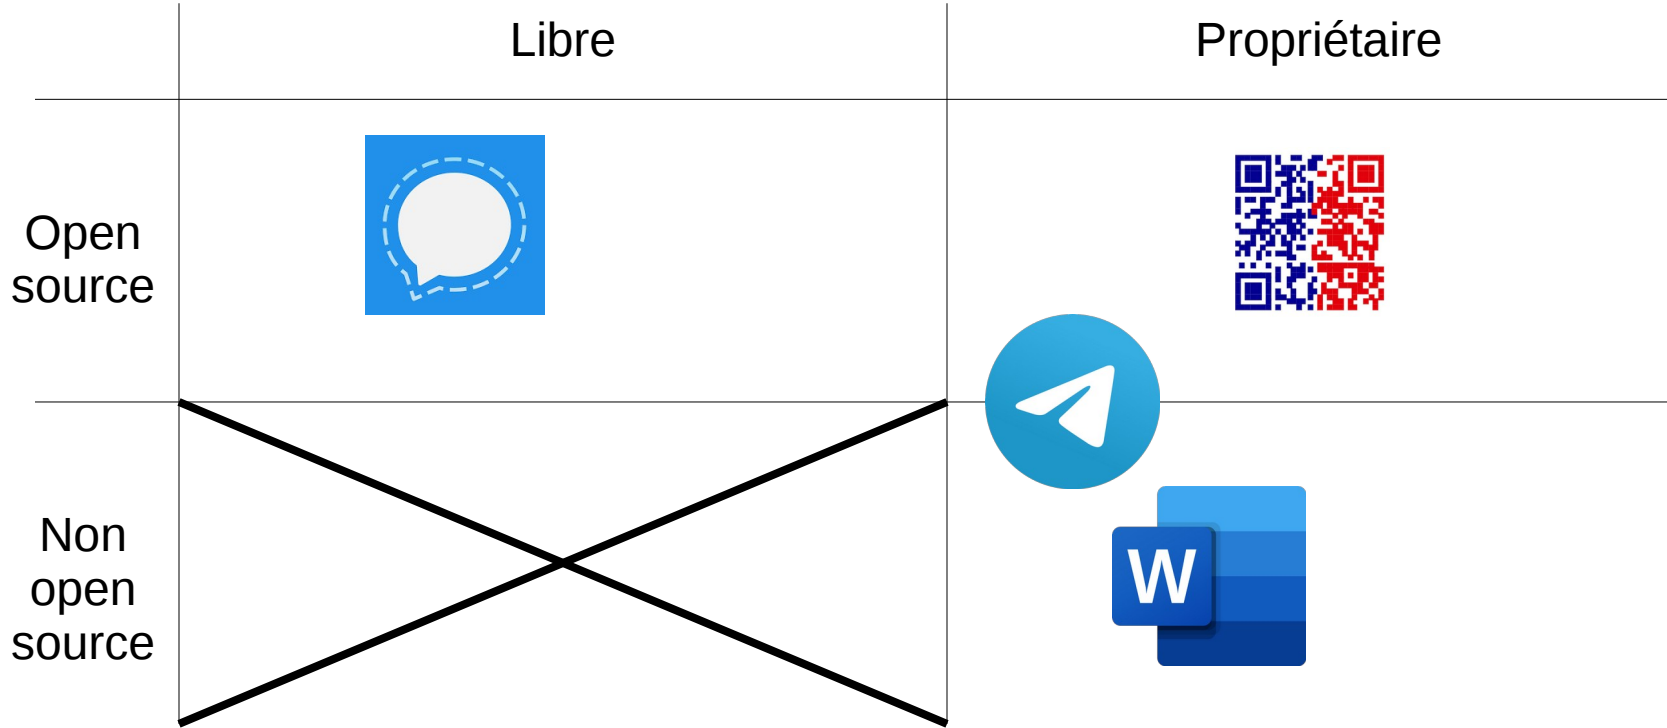 Libre
Propriétaire
Open
source
Non
open
source
W